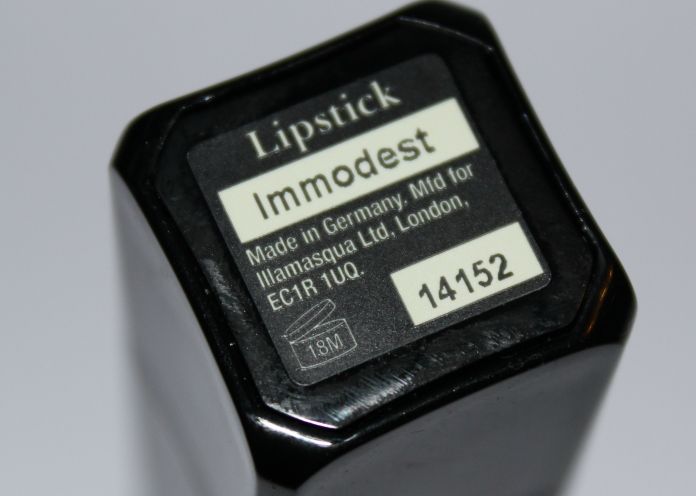 Lipstick
Immodest
Made in Germany. Mfd for
Illamasqua Ltd, London,
EC1R 1UQ.
14152
18M